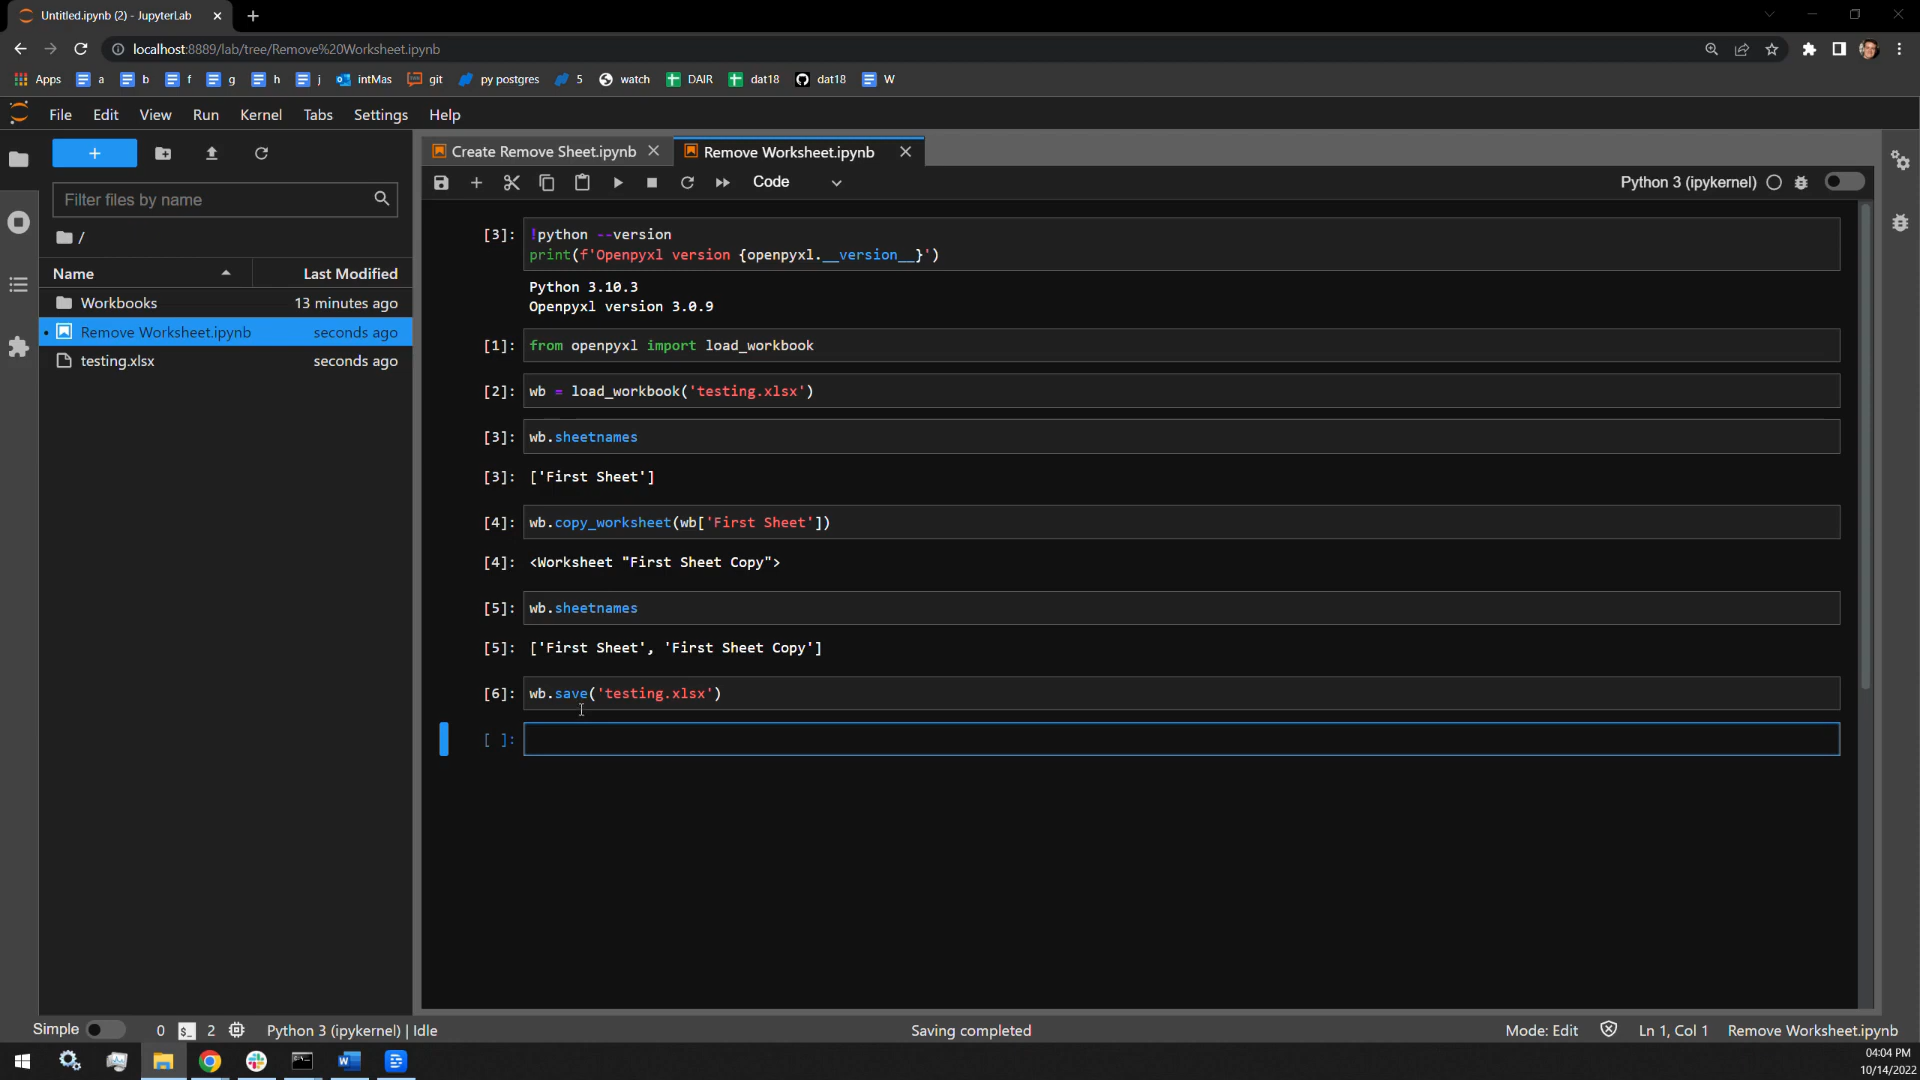 Untitled.ipynb (2) - JupyterLab
localhost:8889/lab/tree/Remove%20Worksheet.ipynb
Apps a b f g h j intMas git py postgres 5 watch DAIR dat18 dat18 W
File Edit View Run Kernel Tabs Settings Help
Create Remove Sheet.ipynb Remove Worksheet.ipynb
Code
Python 3 (ipykernel)
Filter files by name
/
Name Last Modified
Workbooks 13 minutes ago
Remove Worksheet.ipynb seconds ago
testing.xlsx seconds ago
[3]: !python --version
print(f'Openpyxl version {openpyxl.__version__}')
Python 3.10.3
Openpyxl version 3.0.9
[1]: from openpyxl import load_workbook
[2]: wb = load_workbook('testing.xlsx')
[3]: wb.sheetnames
[3]: ['First Sheet']
[4]: wb.copy_worksheet(wb['First Sheet'])
[4]: <Worksheet "First Sheet Copy">
[5]: wb.sheetnames
[5]: ['First Sheet', 'First Sheet Copy']
[6]: wb.save('testing.xlsx')
[ ]:
Simple 0 $_ 2 Python 3 (ipykernel) | Idle Saving completed Mode: Edit Ln 1, Col 1 Remove Worksheet.ipynb
04:04 PM
10/14/2022